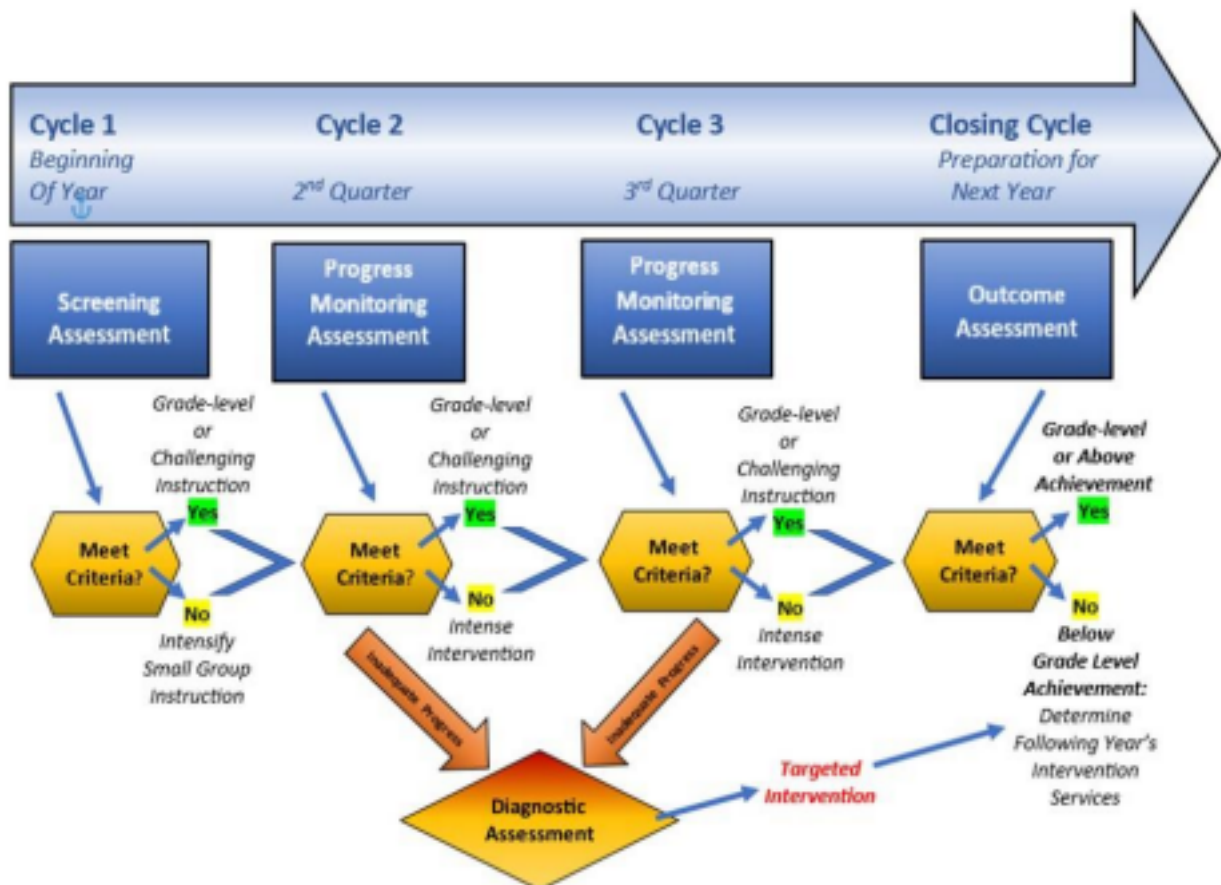 Cycle 1
Beginning
Of Year
Cycle 2
2nd Quarter
Cycle 3
3rd Quarter
Closing Cycle
Preparation for
Next Year
Screening
Assessment
Progress
Monitoring
Assessment
Progress
Monitoring
Assessment
Outcome
Assessment
Grade-level
or
Challenging
Instruction
Yes
Meet
Criteria?
No
Intensify
Small Group
Instruction
Grade-level
or
Challenging
Instruction
Yes
Meet
Criteria?
No
Intense
Intervention
Grade-level
or
Challenging
Instruction
Yes
Meet
Criteria?
No
Intense
Intervention
Grade-level
or Above
Achievement
Yes
Meet
Criteria?
No
Below
Grade Level
Achievement:
Determine
Following Year's
Intervention
Services
Inadequate Progress
Inadequate Progress
Diagnostic
Assessment
Targeted
Intervention